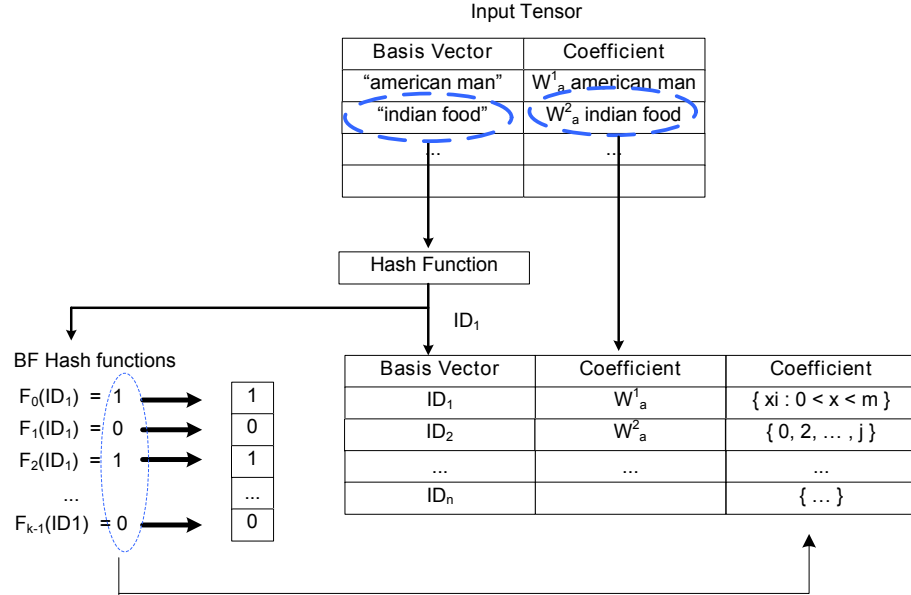 Input Tensor
Basis Vector Coefficient
“american man” W¹ₐ american man
“indian food” W²ₐ indian food
... ...
Hash Function
ID₁
BF Hash functions
F₀(ID₁) = 1 1
F₁(ID₁) = 0 0
F₂(ID₁) = 1 1
... ...
Fₖ₋₁(ID1) = 0 0
Basis Vector Coefficient Coefficient
ID₁ W¹ₐ { xi : 0 < x < m }
ID₂ W²ₐ { 0, 2, … , j }
... ... ...
IDₙ { … }